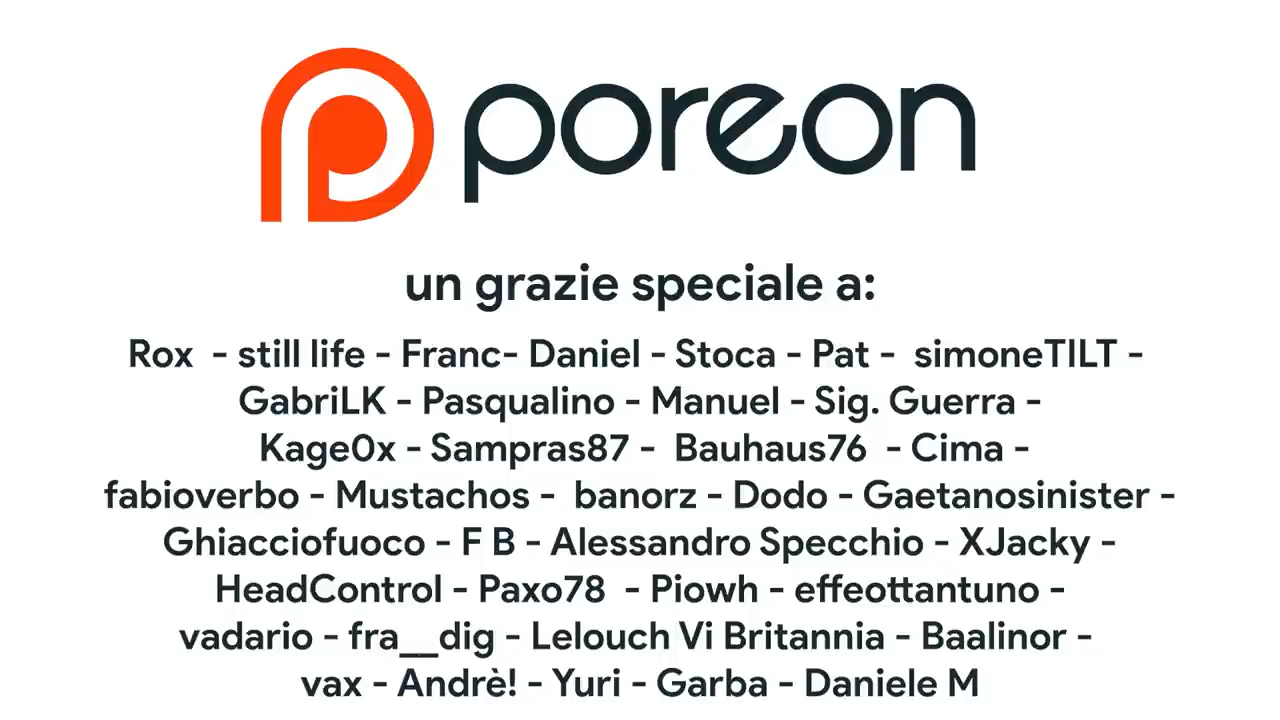 poreon
un grazie speciale a:
Rox - still life - Franc- Daniel - Stoca - Pat - simoneTILT -
GabriLK - Pasqualino - Manuel - Sig. Guerra -
Kage0x - Sampras87 - Bauhaus76 - Cima -
fabioverbo - Mustachos - banorz - Dodo - Gaetanosinister -
Ghiacciofuoco - F B - Alessandro Specchio - XJacky -
HeadControl - Paxo78 - Piowh - effeottantuno -
vadario - fra__dig - Lelouch Vi Britannia - Baalinor -
vax - Andrè! - Yuri - Garba - Daniele M